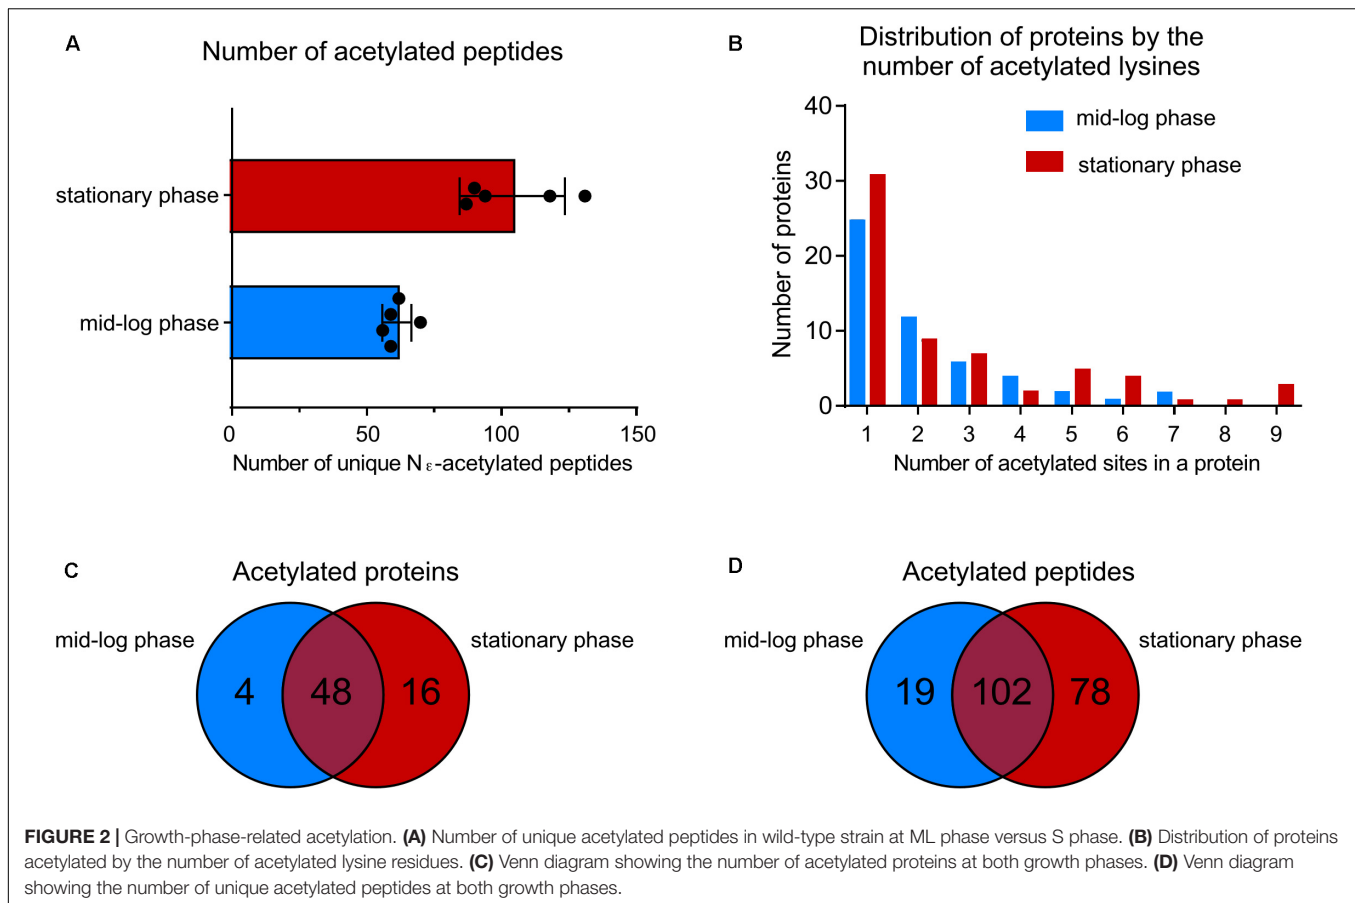 A
Number of acetylated peptides
stationary phase
mid-log phase
0 50 100 150
Number of unique N ε-acetylated peptides
B
Distribution of proteins by the
number of acetylated lysines
mid-log phase
stationary phase
Number of proteins
40
30
20
10
0
1 2 3 4 5 6 7 8 9
Number of acetylated sites in a protein
C
Acetylated proteins
mid-log phase
stationary phase
4 48 16
D
Acetylated peptides
mid-log phase
stationary phase
19 102 78
FIGURE 2 | Growth-phase-related acetylation. (A) Number of unique acetylated peptides in wild-type strain at ML phase versus S phase. (B) Distribution of proteins
acetylated by the number of acetylated lysine residues. (C) Venn diagram showing the number of acetylated proteins at both growth phases. (D) Venn diagram
showing the number of unique acetylated peptides at both growth phases.